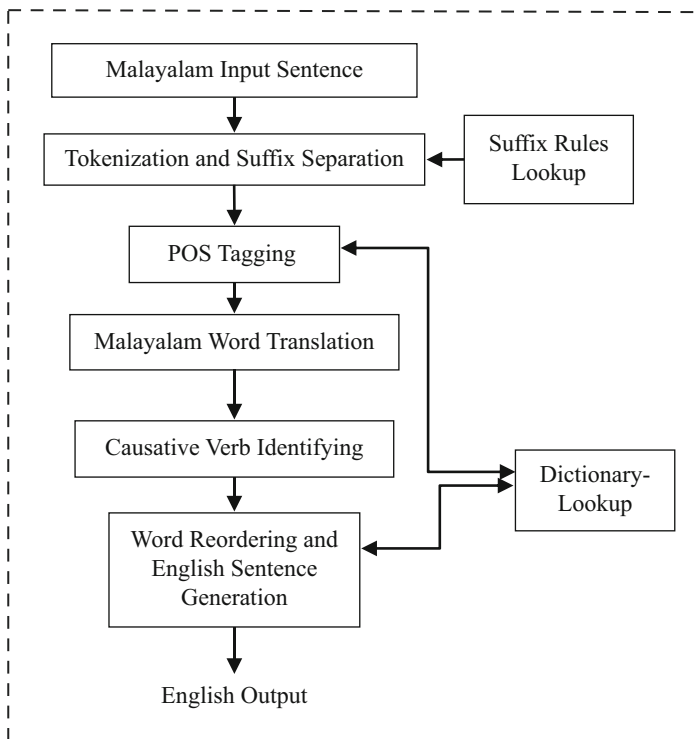 Malayalam Input Sentence
Tokenization and Suffix Separation
Suffix Rules
Lookup
POS Tagging
Malayalam Word Translation
Causative Verb Identifying
Dictionary-
Lookup
Word Reordering and
English Sentence
Generation
English Output